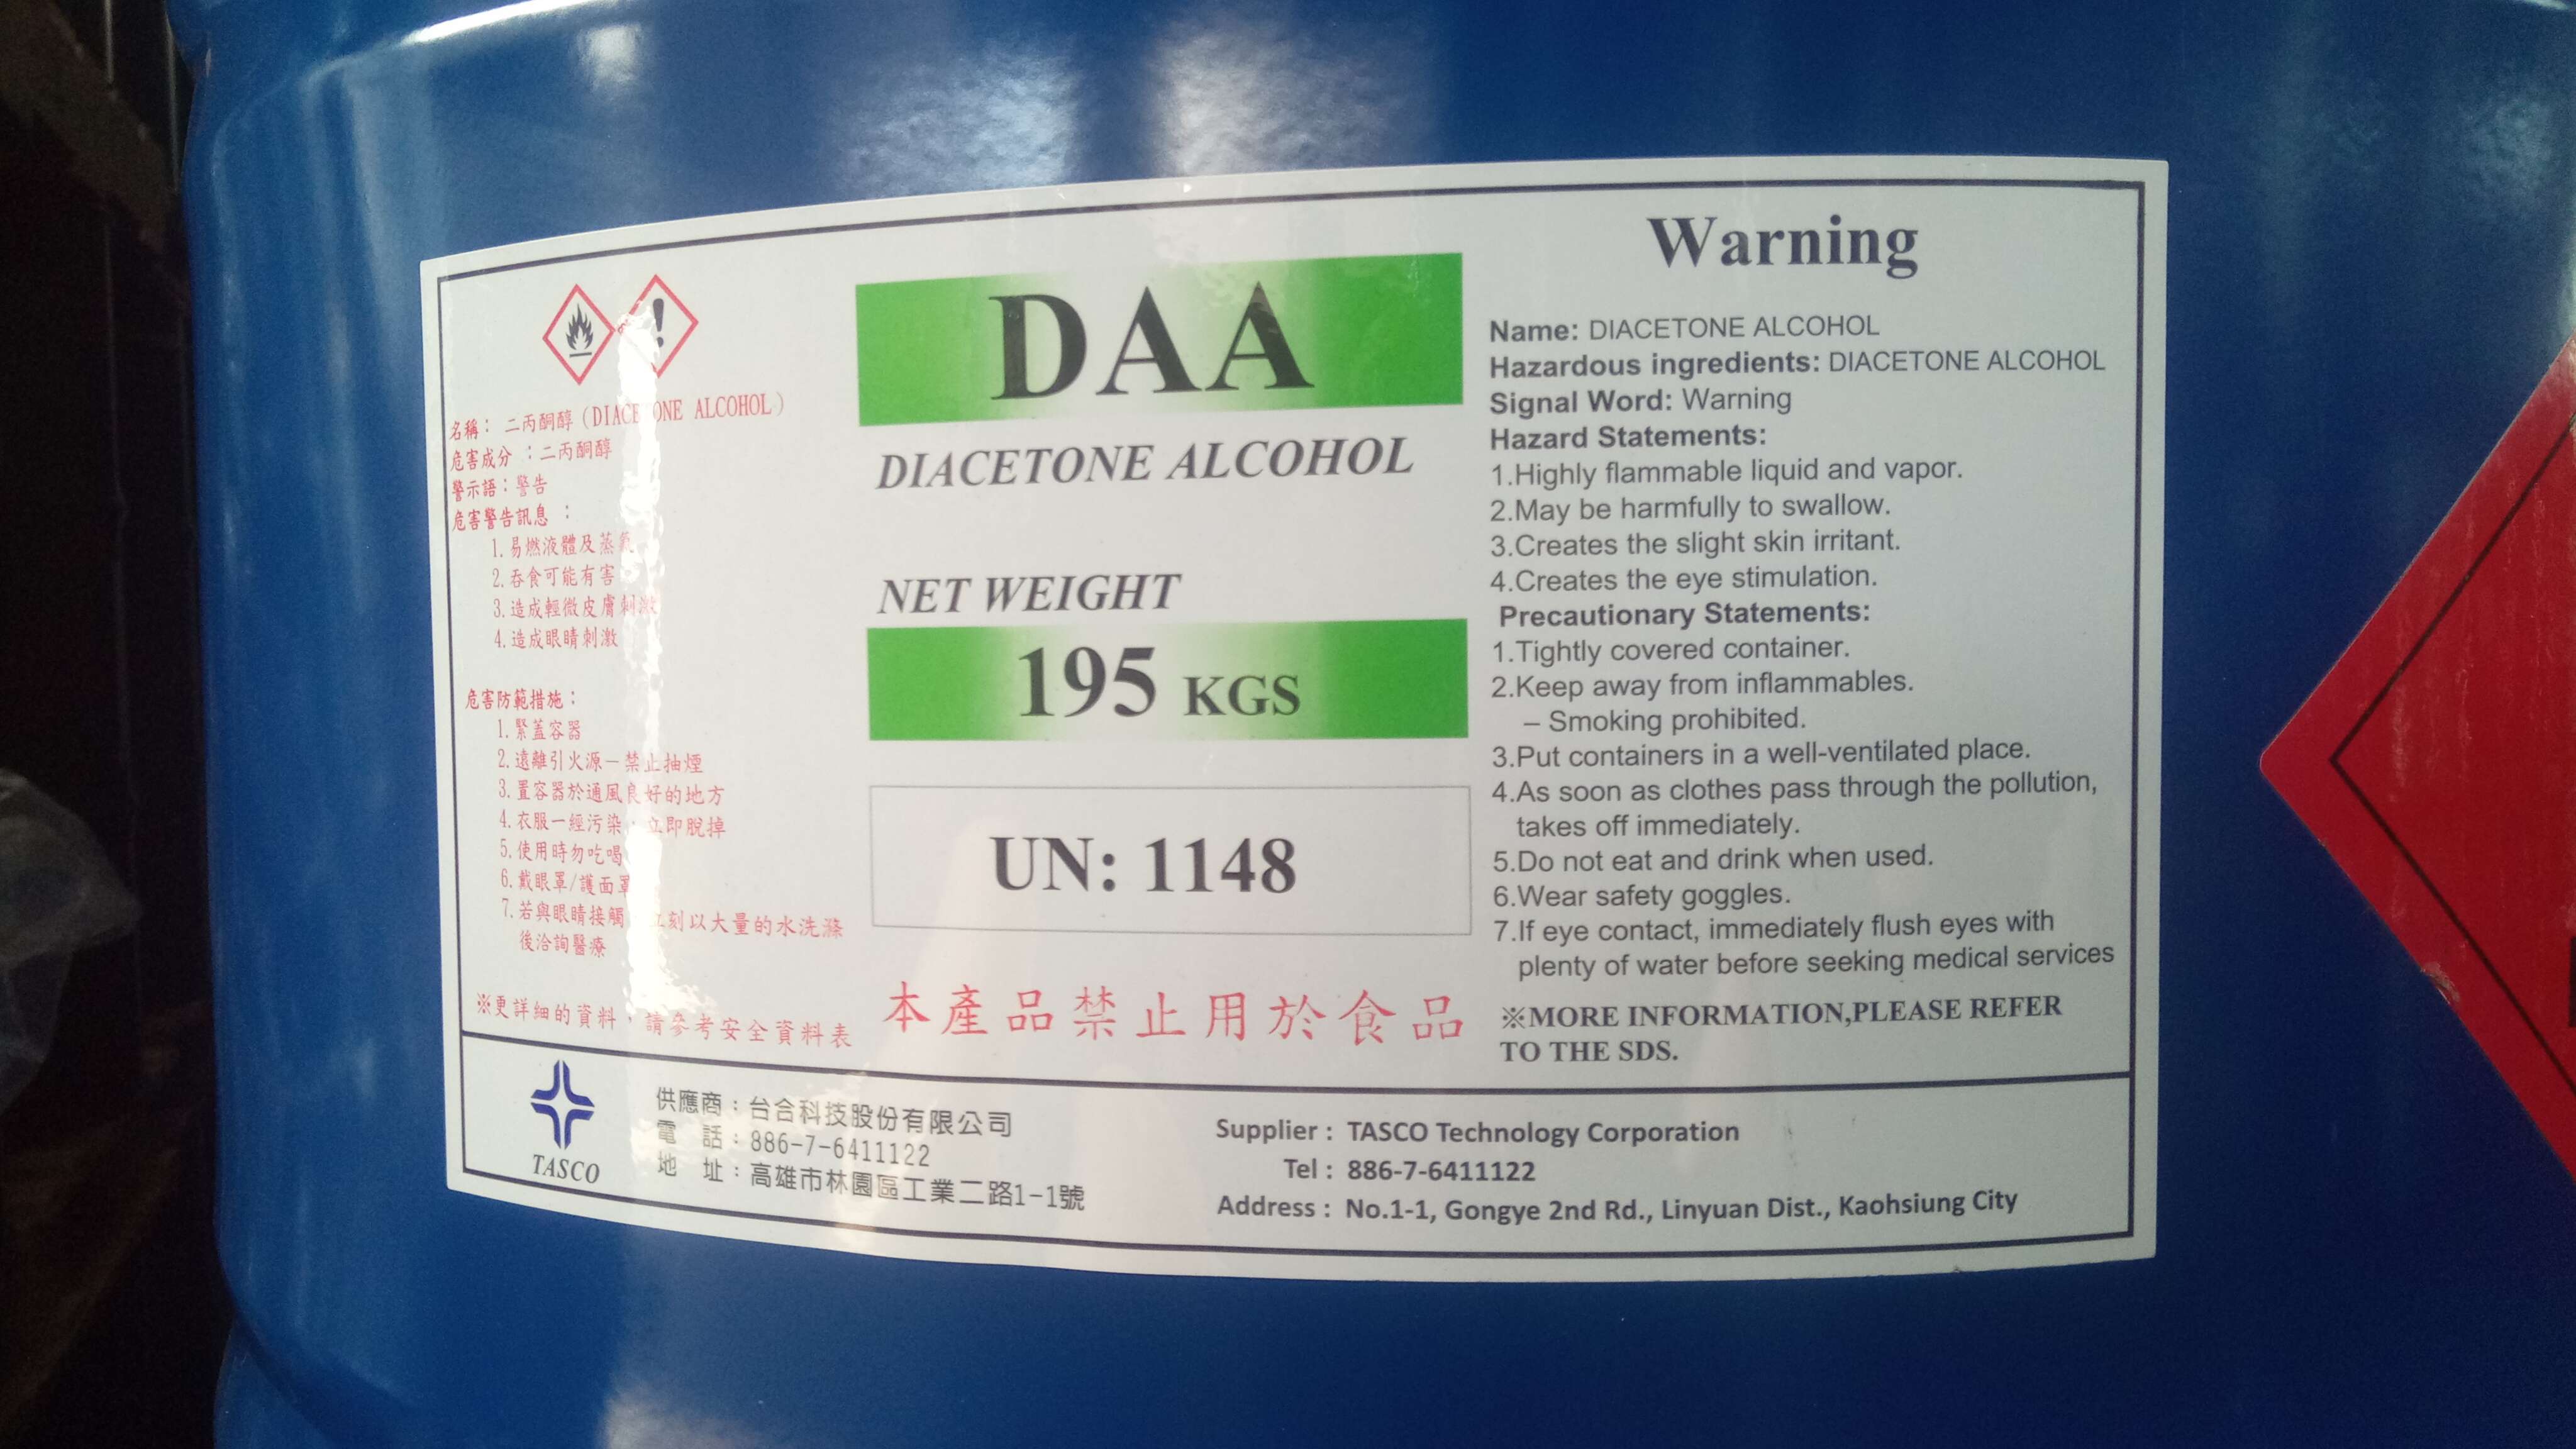 名稱： 二丙酮醇（DIACETONE ALCOHOL）
危害成分 ：二丙酮醇
警示語：警告
危害警告訊息 ：
1.易燃液體及蒸氣
2.吞食可能有害
3.造成輕微皮膚刺激
4.造成眼睛刺激
危害防範措施：
1.緊蓋容器
2.遠離引火源－禁止抽煙
3.置容器於通風良好的地方
4.衣服一經污染，立即脫掉
5.使用時勿吃喝
6.戴眼罩/護面罩
7.若與眼睛接觸，立刻以大量的水洗滌
後洽詢醫療
※更詳細的資料，請參考安全資料表
DAA
DIACETONE ALCOHOL
NET WEIGHT
195 KGS
UN: 1148
本產品禁止用於食品
Warning
Name: DIACETONE ALCOHOL
Hazardous ingredients: DIACETONE ALCOHOL
Signal Word: Warning
Hazard Statements:
1.Highly flammable liquid and vapor.
2.May be harmfully to swallow.
3.Creates the slight skin irritant.
4.Creates the eye stimulation.
Precautionary Statements:
1.Tightly covered container.
2.Keep away from inflammables.
– Smoking prohibited.
3.Put containers in a well-ventilated place.
4.As soon as clothes pass through the pollution,
takes off immediately.
5.Do not eat and drink when used.
6.Wear safety goggles.
7.If eye contact, immediately flush eyes with
plenty of water before seeking medical services
※MORE INFORMATION,PLEASE REFER
TO THE SDS.
TASCO
供應商：台合科技股份有限公司
電 話：886-7-6411122
地 址：高雄市林園區工業二路1-1號
Supplier : TASCO Technology Corporation
Tel : 886-7-6411122
Address : No.1-1, Gongye 2nd Rd., Linyuan Dist., Kaohsiung City